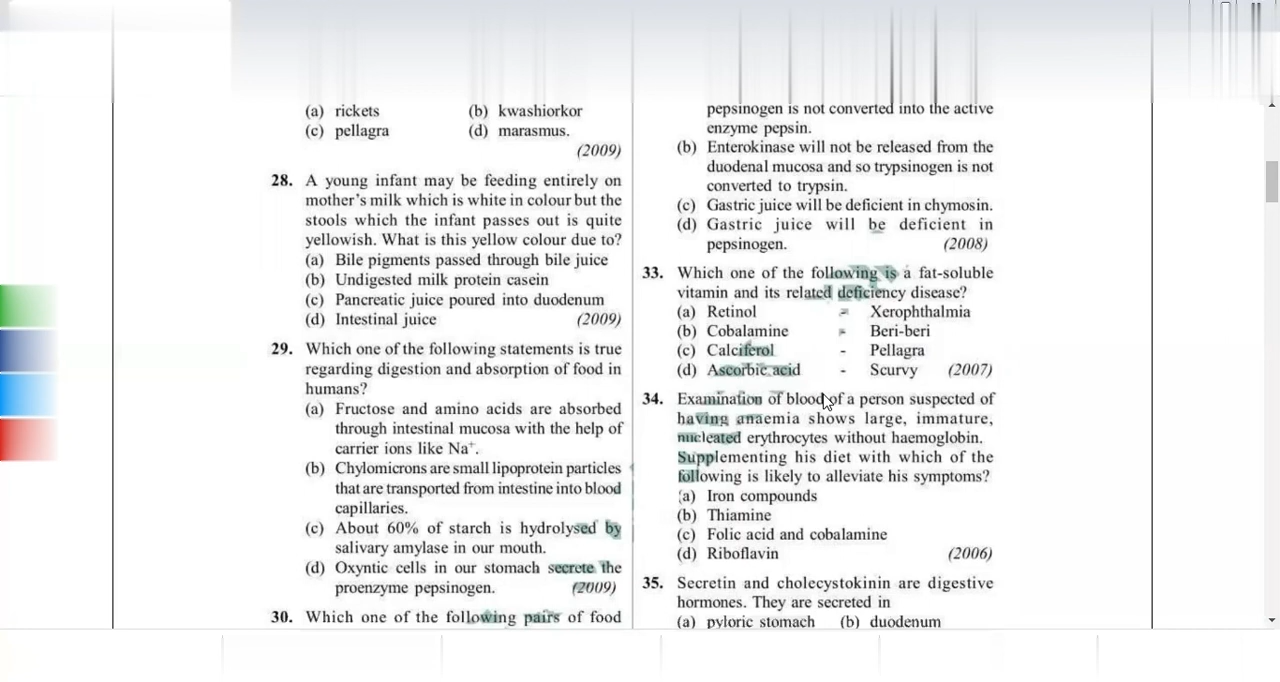 (a) rickets (b) kwashiorkor
(c) pellagra (d) marasmus.
(2009)
28. A young infant may be feeding entirely on
mother's milk which is white in colour but the
stools which the infant passes out is quite
yellowish. What is this yellow colour due to?
(a) Bile pigments passed through bile juice
(b) Undigested milk protein casein
(c) Pancreatic juice poured into duodenum
(d) Intestinal juice (2009)
29. Which one of the following statements is true
regarding digestion and absorption of food in
humans?
(a) Fructose and amino acids are absorbed
through intestinal mucosa with the help of
carrier ions like Na⁺.
(b) Chylomicrons are small lipoprotein particles
that are transported from intestine into blood
capillaries.
(c) About 60% of starch is hydrolysed by
salivary amylase in our mouth.
(d) Oxyntic cells in our stomach secrete the
proenzyme pepsinogen. (2009)
30. Which one of the following pairs of food
pepsinogen is not converted into the active
enzyme pepsin.
(b) Enterokinase will not be released from the
duodenal mucosa and so trypsinogen is not
converted to trypsin.
(c) Gastric juice will be deficient in chymosin.
(d) Gastric juice will be deficient in
pepsinogen. (2008)
33. Which one of the following is a fat-soluble
vitamin and its related deficiency disease?
(a) Retinol - Xerophthalmia
(b) Cobalamine - Beri-beri
(c) Calciferol - Pellagra
(d) Ascorbic acid - Scurvy (2007)
34. Examination of blood of a person suspected of
having anaemia shows large, immature,
nucleated erythrocytes without haemoglobin.
Supplementing his diet with which of the
following is likely to alleviate his symptoms?
(a) Iron compounds
(b) Thiamine
(c) Folic acid and cobalamine
(d) Riboflavin (2006)
35. Secretin and cholecystokinin are digestive
hormones. They are secreted in
(a) pyloric stomach (b) duodenum